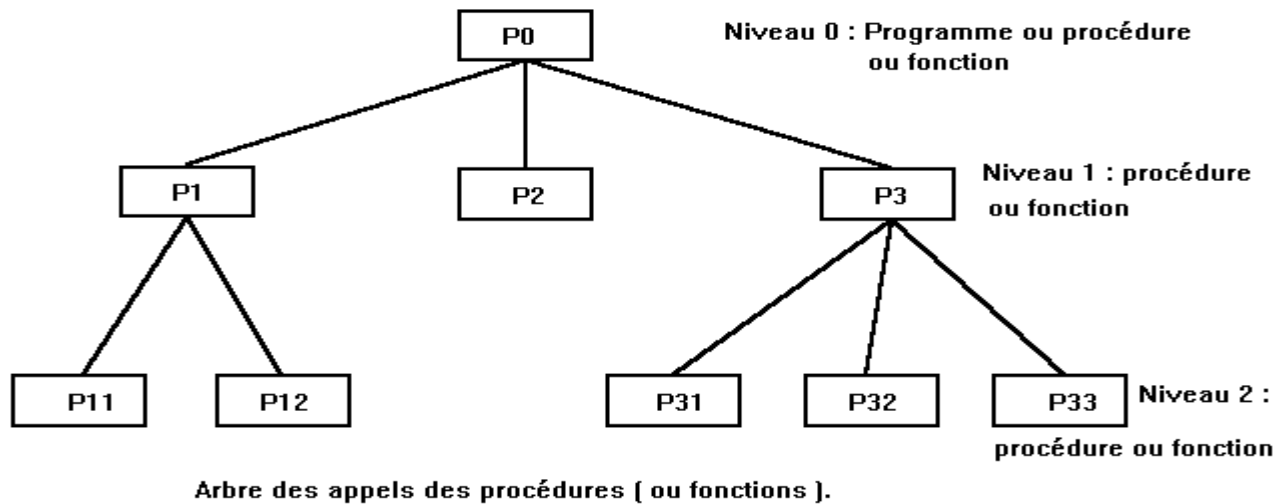 P0
Niveau 0 : Programme ou procédure
ou fonction
P1
P2
P3
Niveau 1 : procédure
ou fonction
P11
P12
P31
P32
P33
Niveau 2 :
procédure ou fonction
Arbre des appels des procédures ( ou fonctions ).